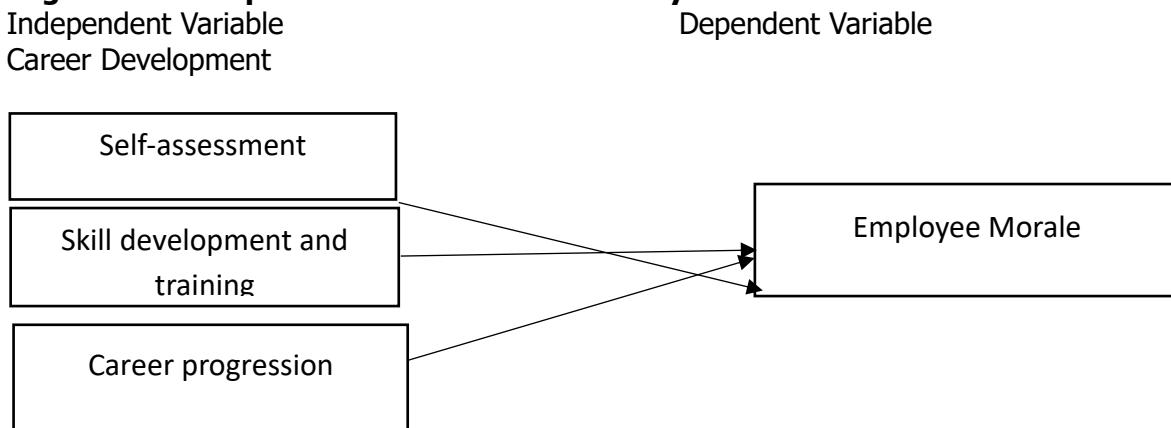 Independent Variable Dependent Variable
Career Development
Self-assessment
Skill development and
training
Career progression
Employee Morale